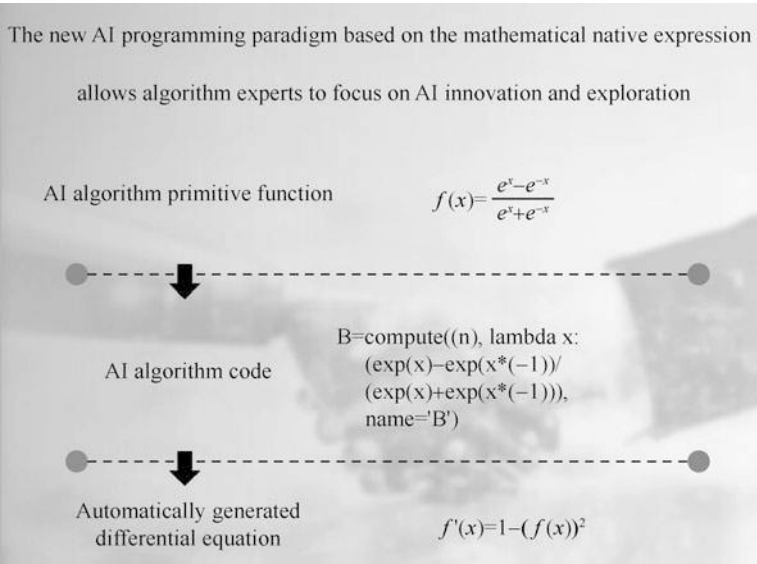 The new AI programming paradigm based on the mathematical native expression
allows algorithm experts to focus on AI innovation and exploration
AI algorithm primitive function
f(x)=(eˣ–e⁻ˣ)/(eˣ+e⁻ˣ)
AI algorithm code
B=compute((n), lambda x:
(exp(x)–exp(x*(–1))/
(exp(x)+exp(x*(–1))),
name='B')
Automatically generated
differential equation
f'(x)=1–(f(x))²